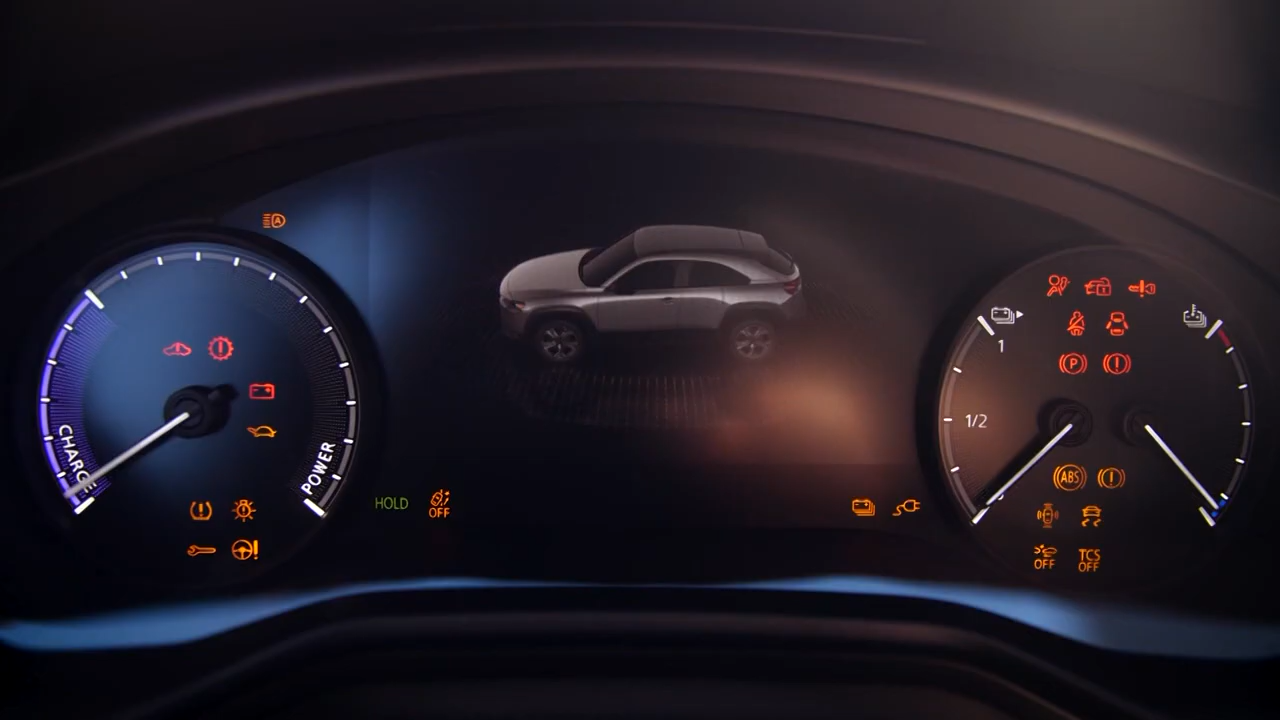 A
CHARGE
POWER
HOLD
OFF
1
1/2
P
ABS
OFF
TCS
OFF